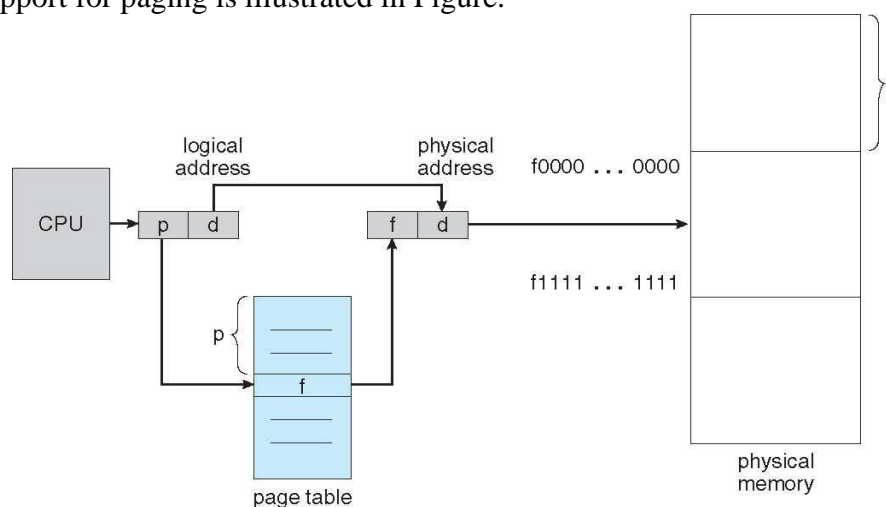 pport for paging is illustrated in Figure.
logical
address
physical
address
f0000 ... 0000
CPU
p
d
f
d
f1111 ... 1111
p
f
page table
physical
memory